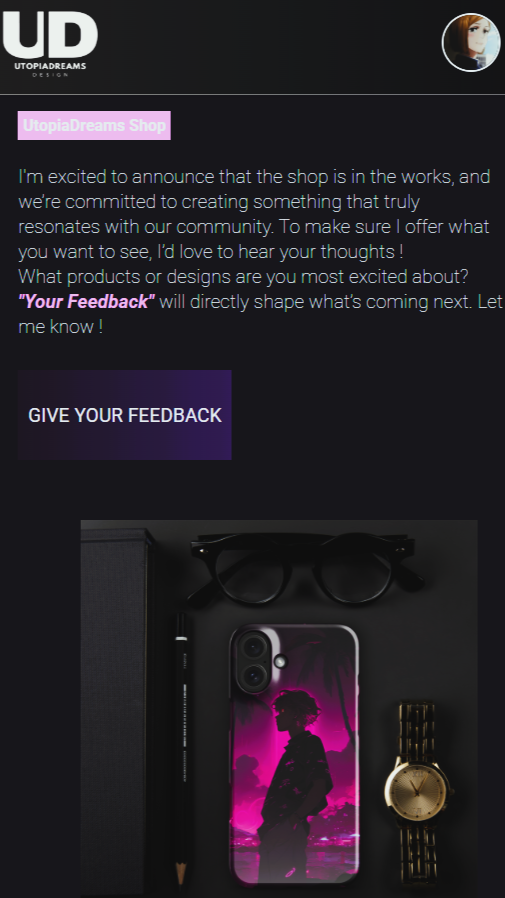 UD
UTOPIADREAMS
DESIGN
UtopiaDreams Shop
I'm excited to announce that the shop is in the works, and
we're committed to creating something that truly
resonates with our community. To make sure I offer what
you want to see, I'd love to hear your thoughts !
What products or designs are you most excited about?
"Your Feedback" will directly shape what's coming next. Let
me know !
GIVE YOUR FEEDBACK